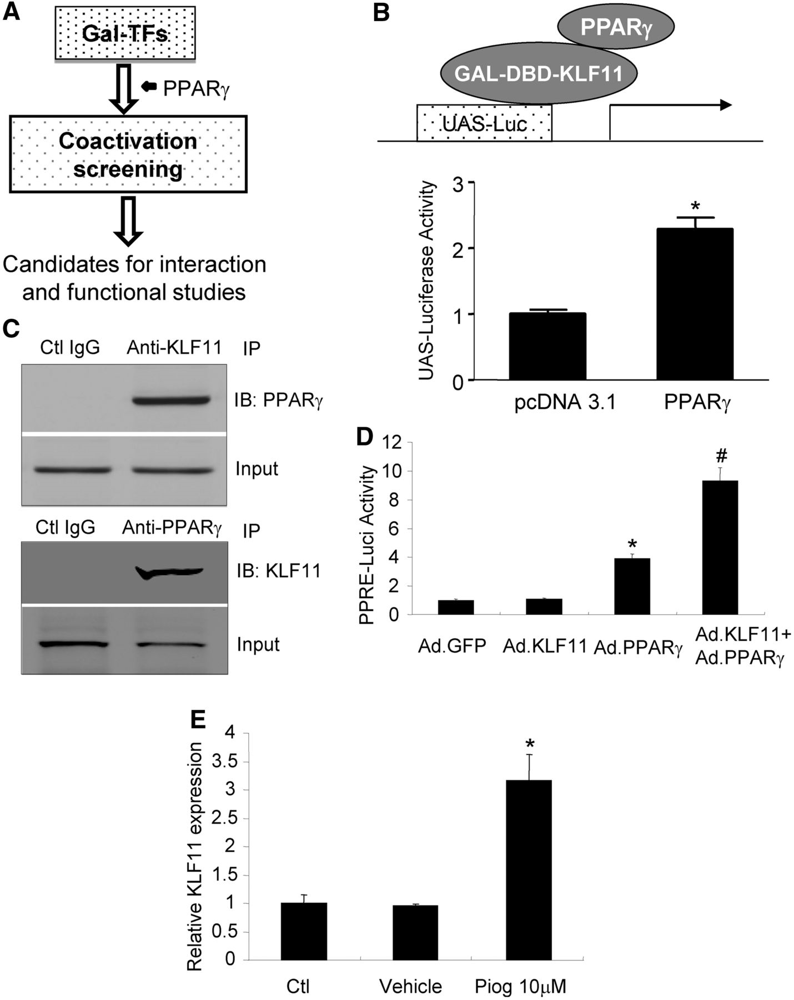 A
Gal-TFs
PPARγ
Coactivation
screening
Candidates for interaction
and functional studies
B
PPARγ
GAL-DBD-KLF11
UAS-Luc
UAS-Luciferase Activity
3
2
1
0
pcDNA 3.1 PPARγ
*
C
Ctl IgG Anti-KLF11 IP
IB: PPARγ
Input
Ctl IgG Anti-PPARγ IP
IB: KLF11
Input
D
PPRE-Luci Activity
12
10
8
6
4
2
0
*
#
Ad.GFP Ad.KLF11 Ad.PPARγ Ad.KLF11+
Ad.PPARγ
E
Relative KLF11 expression
4
3.5
3
2.5
2
1.5
1
0.5
0
*
Ctl Vehicle Piog 10μM